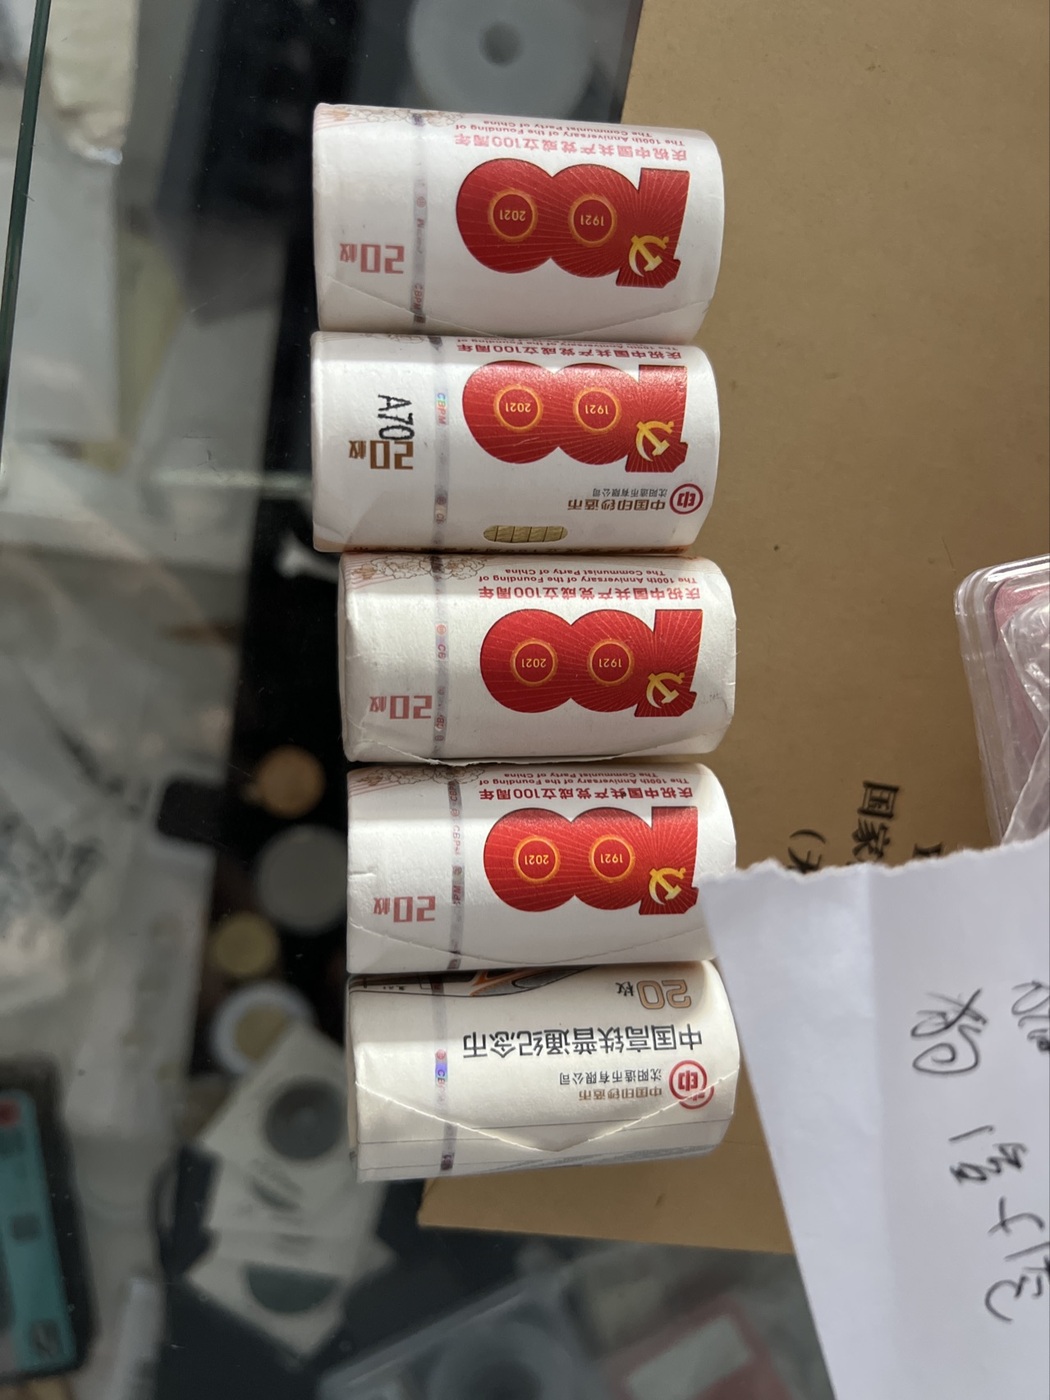 庆祝中国共产党成立100周年
The 100th Anniversary of the Founding of
The Communist Party of China
1921
2021
20枚
CBPM
庆祝中国共产党成立100周年
The 100th Anniversary of the Founding of
1921
2021
A70
20枚
CBPM
中国印钞造币
沈阳造币有限公司
庆祝中国共产党成立100周年
The 100th Anniversary of the Founding of
The Communist Party of China
1921
2021
20枚
庆祝中国共产党成立100周年
The 100th Anniversary of the Founding of
The Communist Party of China
1921
2021
20枚
CBPM
20枚
中国高铁普通纪念币
中国印钞造币
沈阳造币有限公司
国家